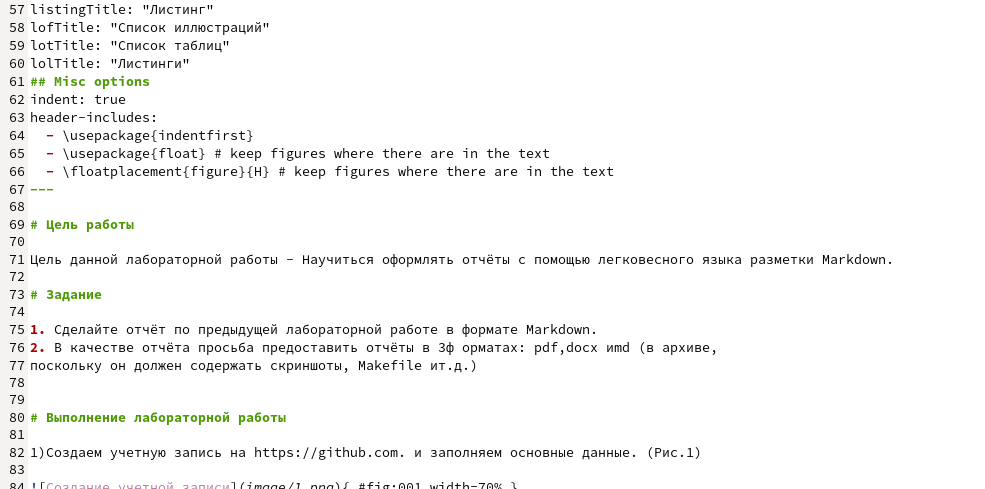 57 listingTitle: "Листинг"
58 lofTitle: "Список иллюстраций"
59 lotTitle: "Список таблиц"
60 lolTitle: "Листинги"
61 ## Misc options
62 indent: true
63 header-includes:
64   - \usepackage{indentfirst}
65   - \usepackage{float} # keep figures where there are in the text
66   - \floatplacement{figure}{H} # keep figures where there are in the text
67 ---
68
69 # Цель работы
70
71 Цель данной лабораторной работы - Научиться оформлять отчёты с помощью легковесного языка разметки Markdown.
72
73 # Задание
74
75 1. Сделайте отчёт по предыдущей лабораторной работе в формате Markdown.
76 2. В качестве отчёта просьба предоставить отчёты в 3ф орматах: pdf,docx иmd (в архиве,
77 поскольку он должен содержать скриншоты, Makefile ит.д.)
78
79
80 # Выполнение лабораторной работы
81
82 1)Создаем учетную запись на https://github.com. и заполняем основные данные. (Рис.1)
83
84 ![Создание учетной записи](image/1.png){ #fig:001 width=70% }